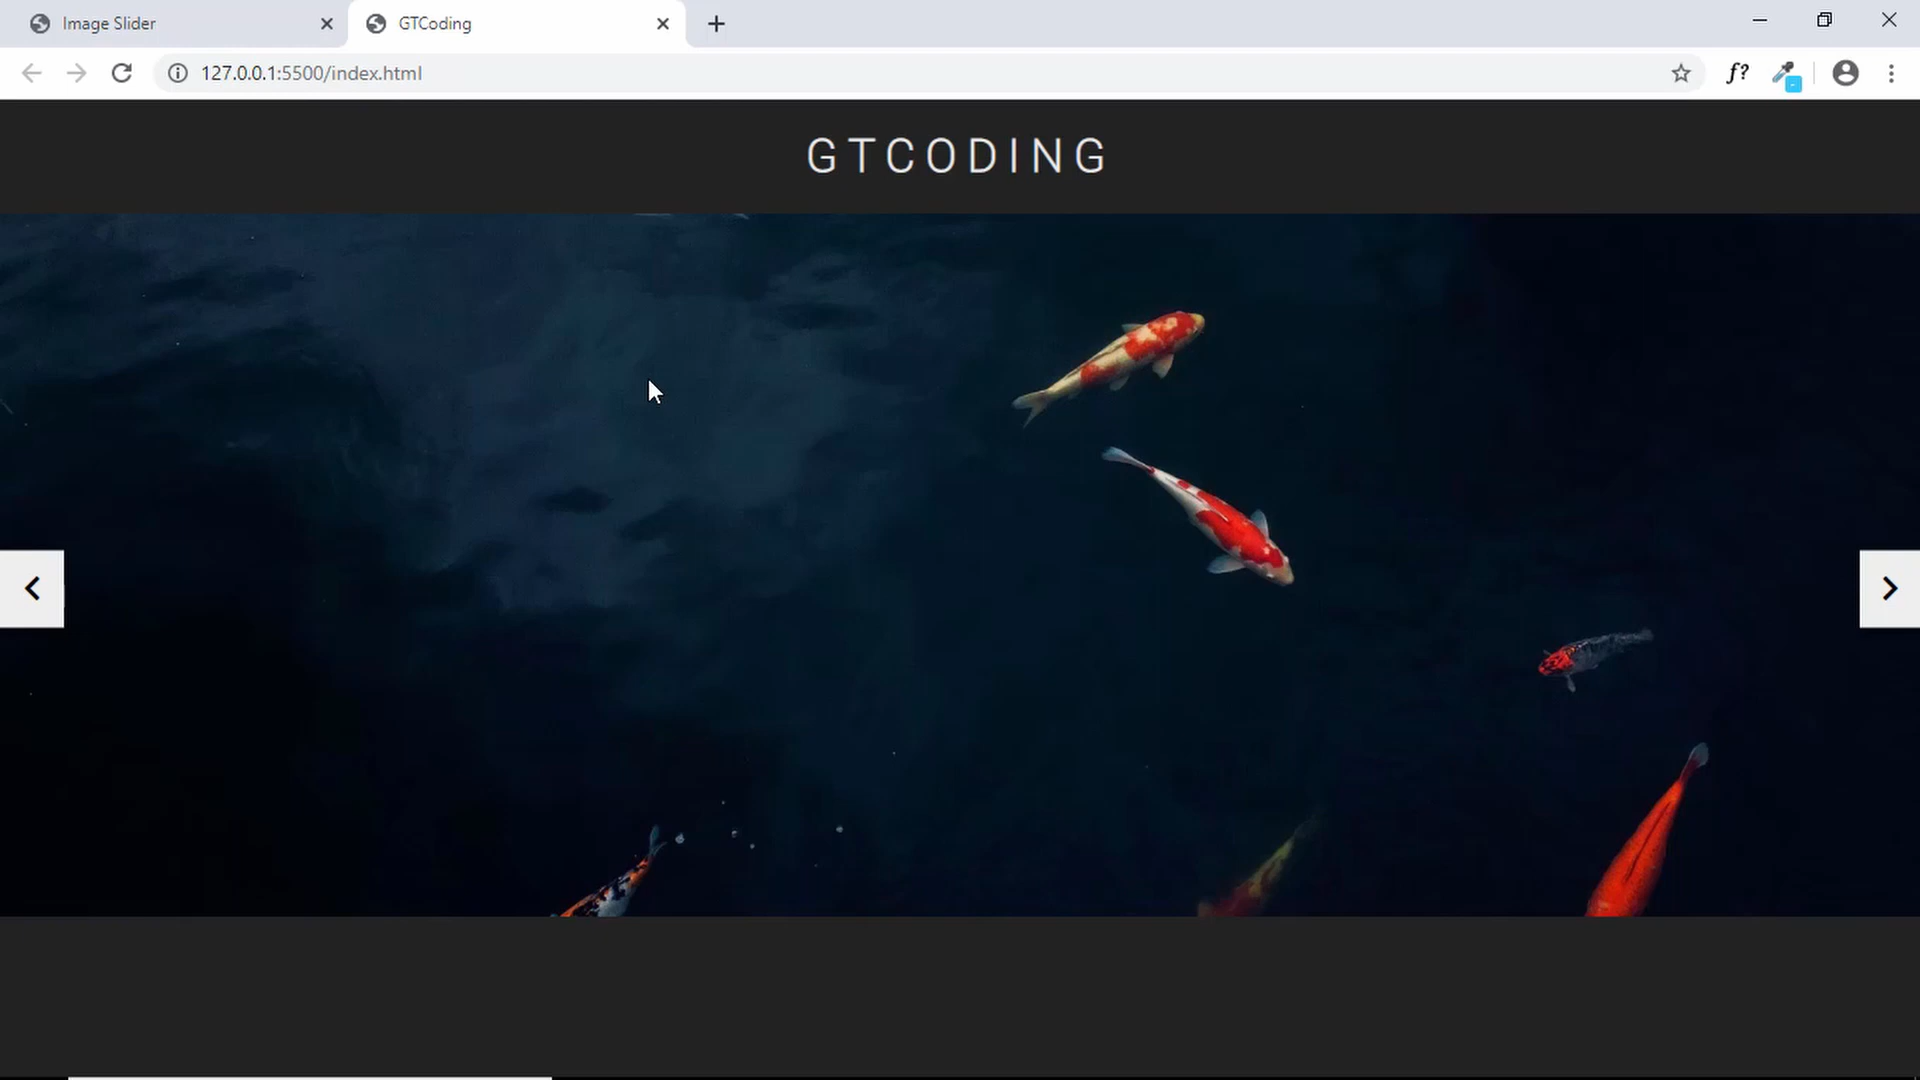 Image Slider
GTCoding
127.0.0.1:5500/index.html
f?
GTCODING